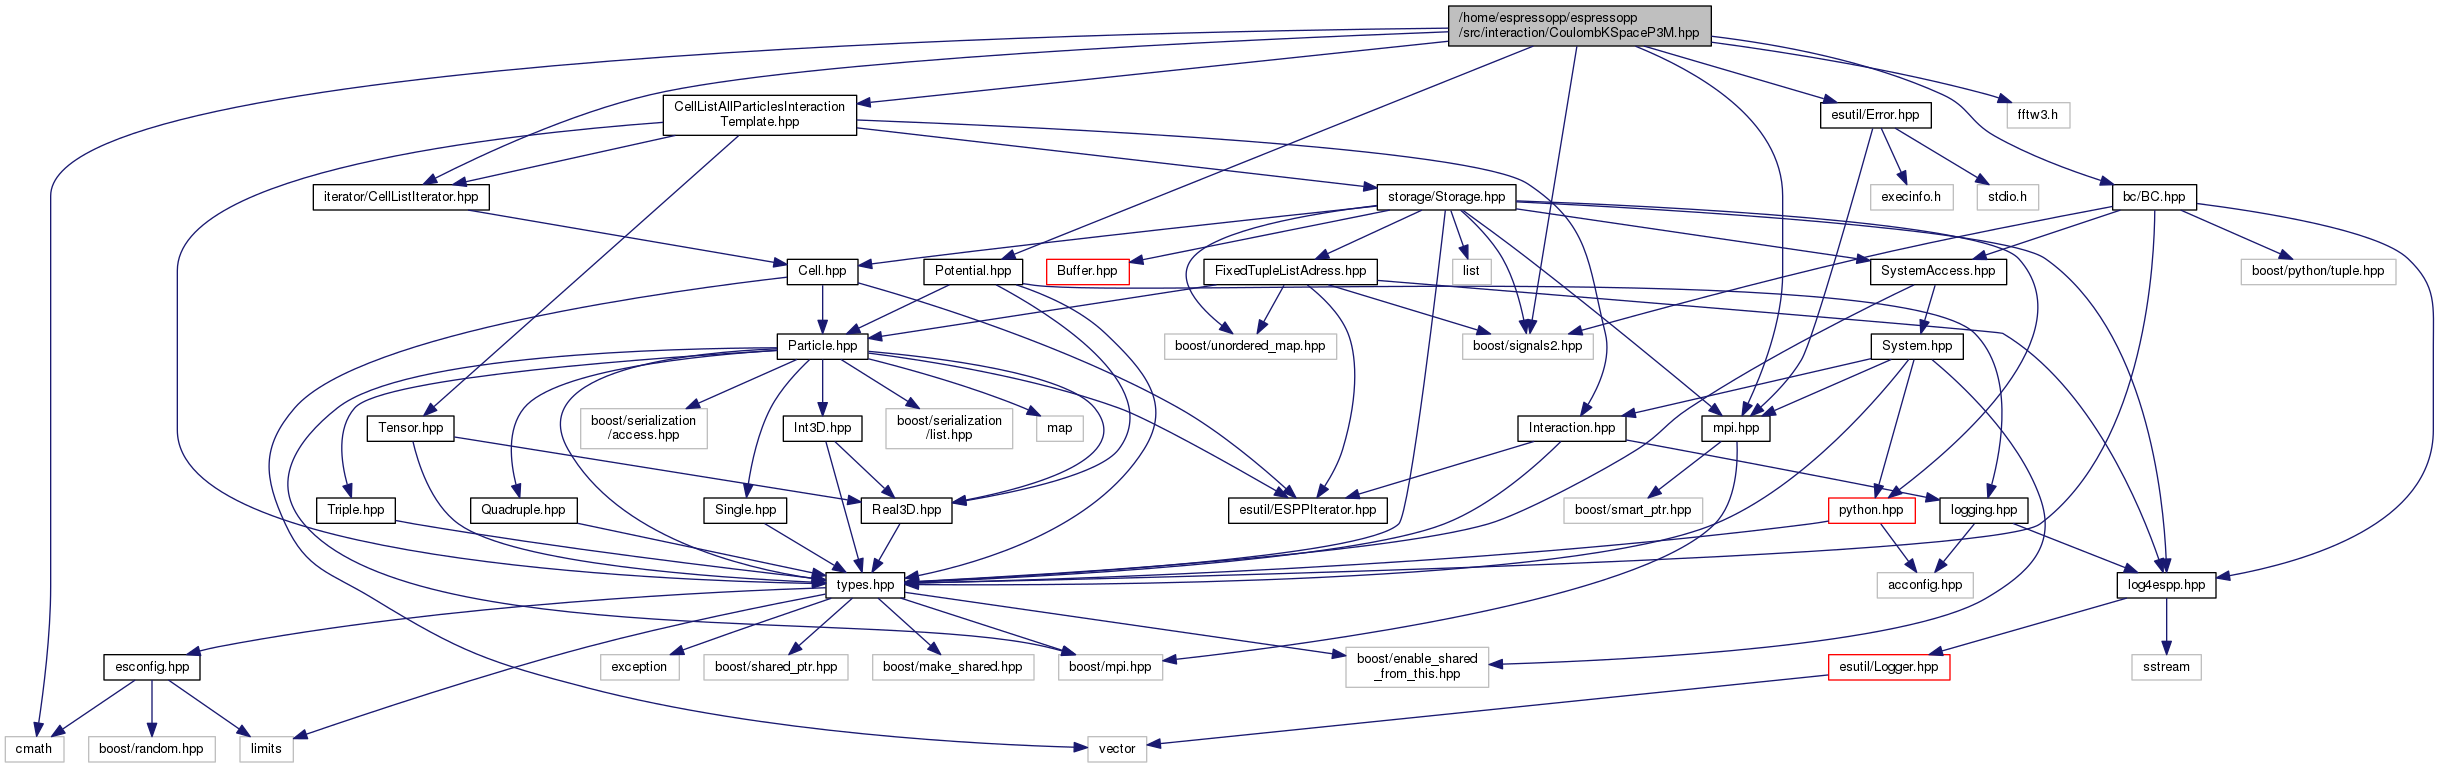 /home/espressopp/espressopp
/src/interaction/CoulombKSpaceP3M.hpp
CellListAllParticlesInteraction
Template.hpp
esutil/Error.hpp
fftw3.h
iterator/CellListIterator.hpp
storage/Storage.hpp
execinfo.h
stdio.h
bc/BC.hpp
Cell.hpp
Potential.hpp
Buffer.hpp
FixedTupleListAdress.hpp
list
SystemAccess.hpp
boost/python/tuple.hpp
Particle.hpp
boost/unordered_map.hpp
boost/signals2.hpp
System.hpp
Tensor.hpp
boost/serialization
/access.hpp
Int3D.hpp
boost/serialization
/list.hpp
map
Interaction.hpp
mpi.hpp
Triple.hpp
Quadruple.hpp
Single.hpp
Real3D.hpp
esutil/ESPPIterator.hpp
boost/smart_ptr.hpp
python.hpp
logging.hpp
types.hpp
acconfig.hpp
log4espp.hpp
esconfig.hpp
exception
boost/shared_ptr.hpp
boost/make_shared.hpp
boost/mpi.hpp
boost/enable_shared
_from_this.hpp
esutil/Logger.hpp
sstream
cmath
boost/random.hpp
limits
vector